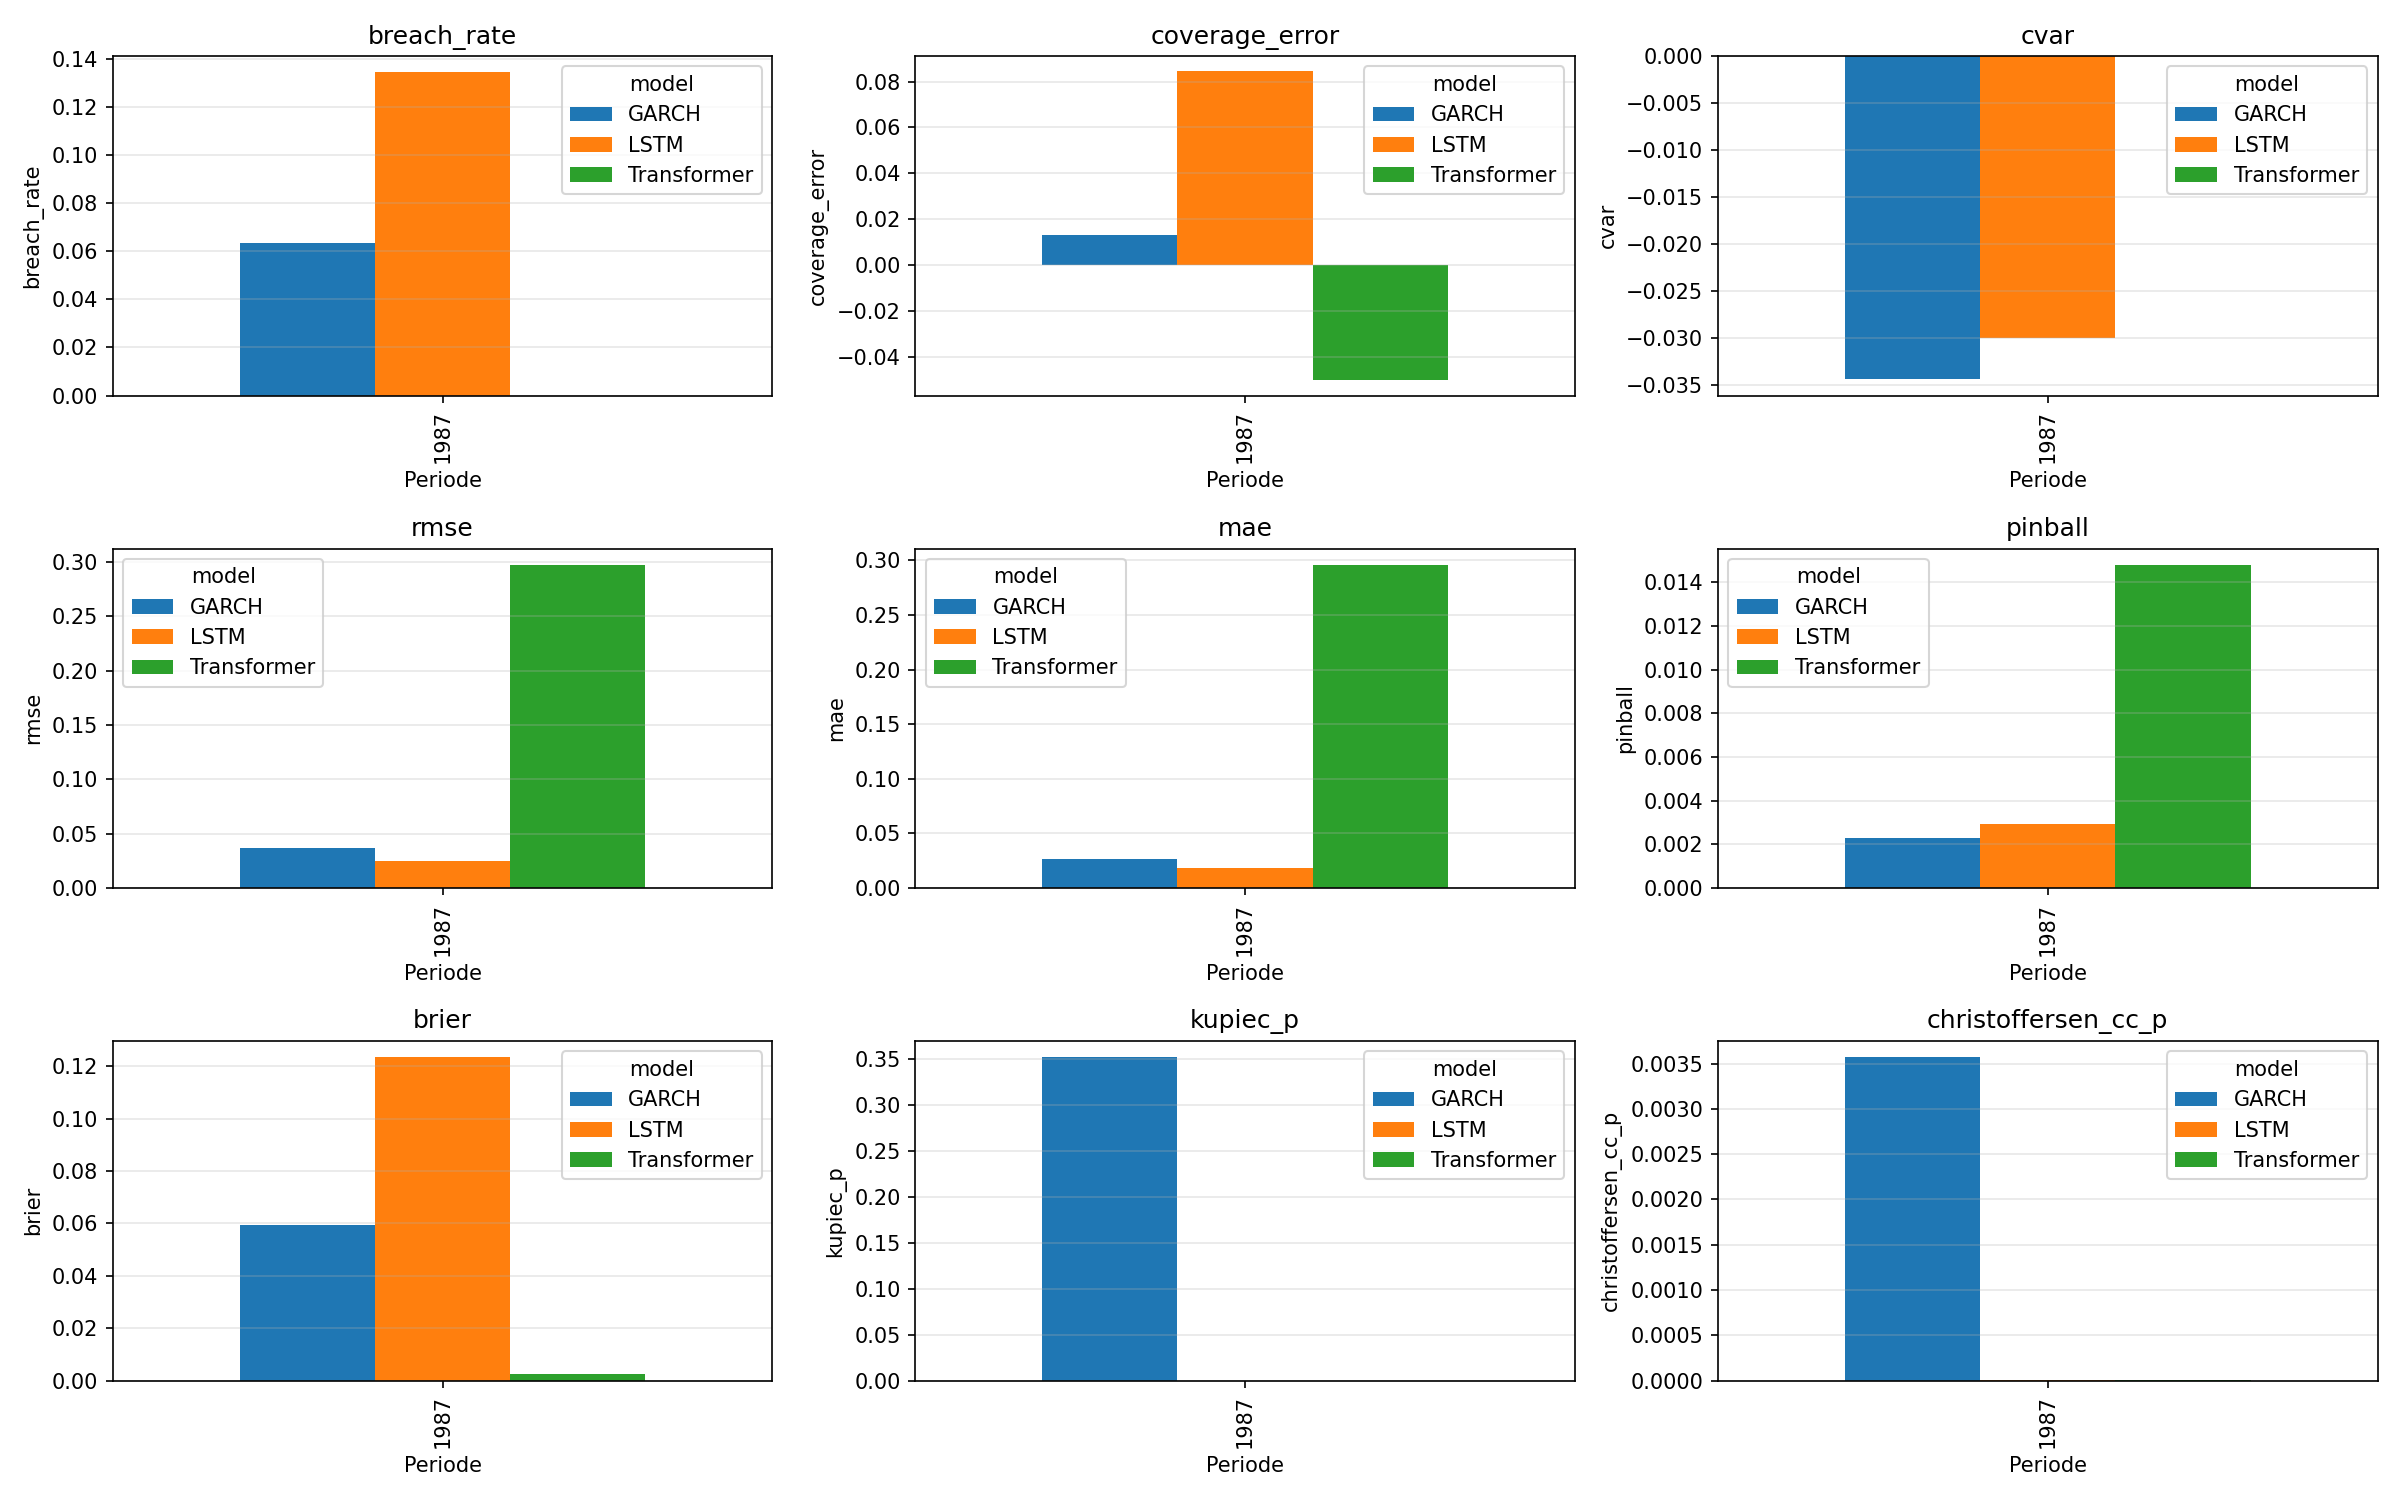 breach_rate
0.14
0.12
0.10
0.08
0.06
0.04
0.02
0.00
breach_rate
model
GARCH
LSTM
Transformer
1987
Periode
coverage_error
0.08
0.06
0.04
0.02
0.00
−0.02
−0.04
coverage_error
model
GARCH
LSTM
Transformer
1987
Periode
cvar
0.000
−0.005
−0.010
−0.015
−0.020
−0.025
−0.030
−0.035
cvar
model
GARCH
LSTM
Transformer
1987
Periode
rmse
0.30
0.25
0.20
0.15
0.10
0.05
0.00
rmse
model
GARCH
LSTM
Transformer
1987
Periode
mae
0.30
0.25
0.20
0.15
0.10
0.05
0.00
mae
model
GARCH
LSTM
Transformer
1987
Periode
pinball
0.014
0.012
0.010
0.008
0.006
0.004
0.002
0.000
pinball
model
GARCH
LSTM
Transformer
1987
Periode
brier
0.12
0.10
0.08
0.06
0.04
0.02
0.00
brier
model
GARCH
LSTM
Transformer
1987
Periode
kupiec_p
0.35
0.30
0.25
0.20
0.15
0.10
0.05
0.00
kupiec_p
model
GARCH
LSTM
Transformer
1987
Periode
christoffersen_cc_p
0.0035
0.0030
0.0025
0.0020
0.0015
0.0010
0.0005
0.0000
christoffersen_cc_p
model
GARCH
LSTM
Transformer
1987
Periode